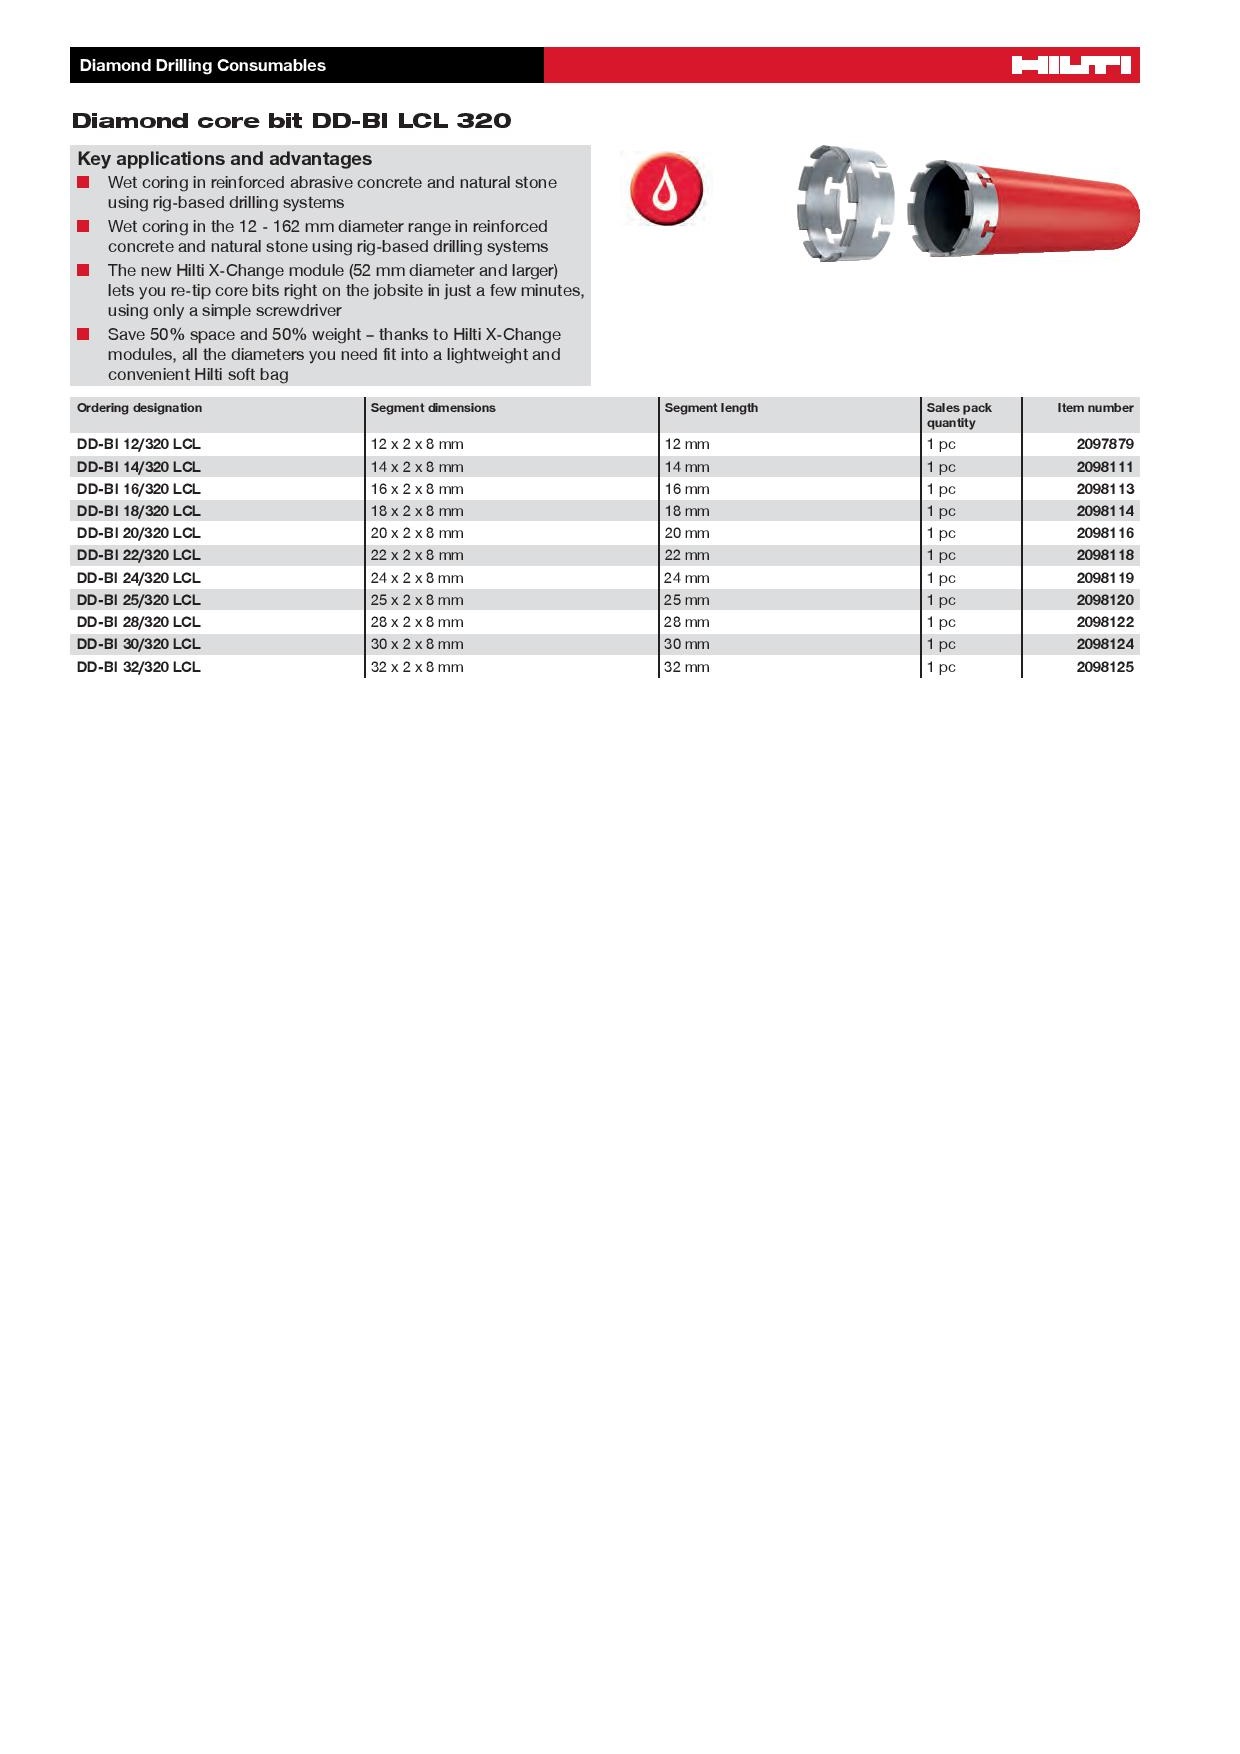 Diamond Drilling Consumables
HILTI
Diamond core bit DD-BI LCL 320
Key applications and advantages
Wet coring in reinforced abrasive concrete and natural stone
using rig-based drilling systems
Wet coring in the 12 - 162 mm diameter range in reinforced
concrete and natural stone using rig-based drilling systems
The new Hilti X-Change module (52 mm diameter and larger)
lets you re-tip core bits right on the jobsite in just a few minutes,
using only a simple screwdriver
Save 50% space and 50% weight – thanks to Hilti X-Change
modules, all the diameters you need fit into a lightweight and
convenient Hilti soft bag
Ordering designation Segment dimensions Segment length Sales pack Item number
quantity
DD-BI 12/320 LCL 12 x 2 x 8 mm 12 mm 1 pc 2097879
DD-BI 14/320 LCL 14 x 2 x 8 mm 14 mm 1 pc 2098111
DD-BI 16/320 LCL 16 x 2 x 8 mm 16 mm 1 pc 2098113
DD-BI 18/320 LCL 18 x 2 x 8 mm 18 mm 1 pc 2098114
DD-BI 20/320 LCL 20 x 2 x 8 mm 20 mm 1 pc 2098116
DD-BI 22/320 LCL 22 x 2 x 8 mm 22 mm 1 pc 2098118
DD-BI 24/320 LCL 24 x 2 x 8 mm 24 mm 1 pc 2098119
DD-BI 25/320 LCL 25 x 2 x 8 mm 25 mm 1 pc 2098120
DD-BI 28/320 LCL 28 x 2 x 8 mm 28 mm 1 pc 2098122
DD-BI 30/320 LCL 30 x 2 x 8 mm 30 mm 1 pc 2098124
DD-BI 32/320 LCL 32 x 2 x 8 mm 32 mm 1 pc 2098125